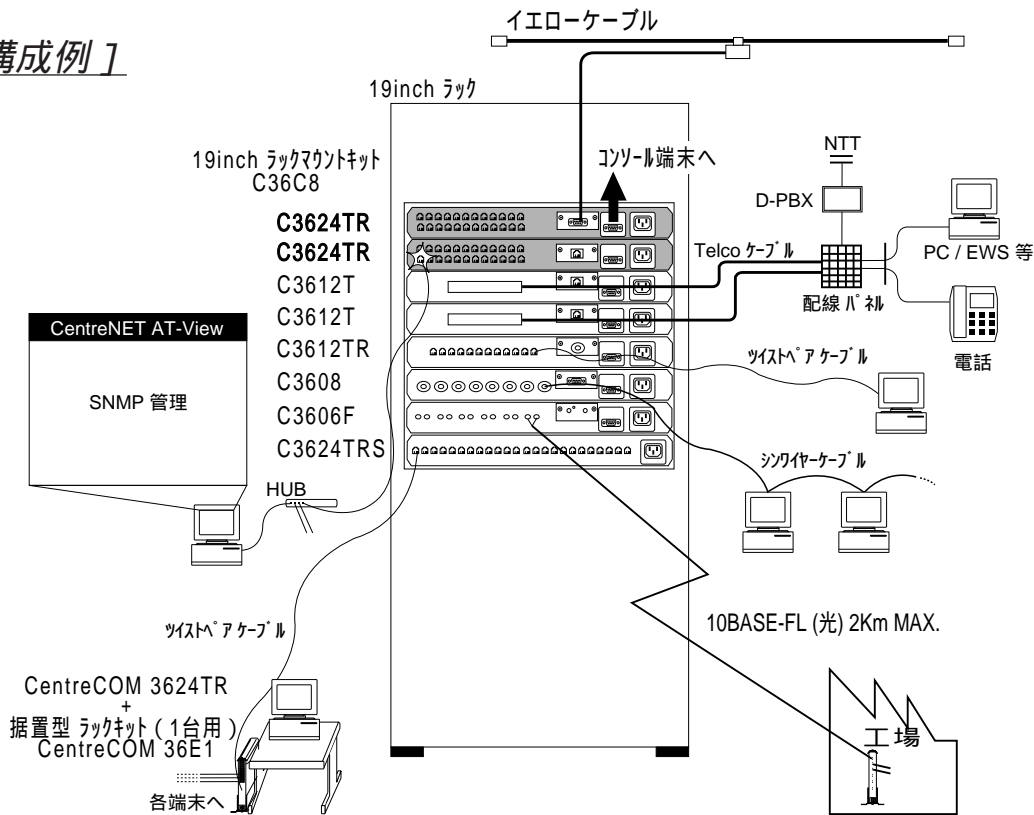 構成例 ]
イエローケーブル
19inch ラック
19inch ラックマウントキット
C36C8
コンソール端末へ
NTT
D-PBX
C3624TR
C3624TR
C3612T
C3612T
C3612TR
C3608
C3606F
C3624TRS
Telco ケーブル
PC / EWS 等
配線 パネル
電話
CentreNET AT-View
SNMP 管理
ツイストペア ケーブル
シンワイヤーケーブル
HUB
ツイストペア ケーブル
10BASE-FL (光) 2Km MAX.
CentreCOM 3624TR
+
据置型 ラックキット ( 1台用 )
CentreCOM 36E1
各端末へ
工場